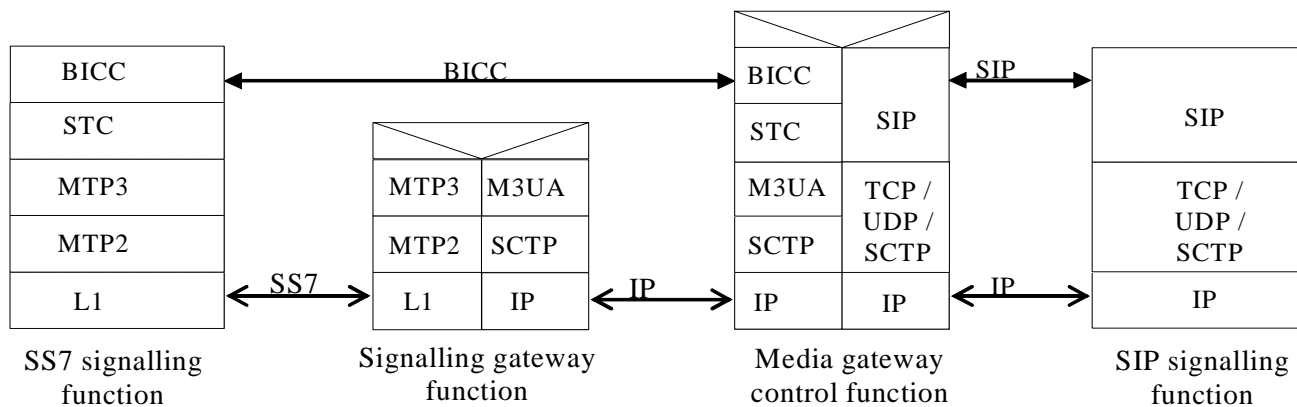 BICC
STC
MTP3
MTP2
L1
SS7 signalling
function
BICC
SS7
MTP3
M3UA
MTP2
SCTP
L1
IP
Signalling gateway
function
IP
BICC
STC
M3UA
SCTP
IP
SIP
TCP /
UDP /
SCTP
IP
Media gateway
control function
SIP
IP
SIP
TCP /
UDP /
SCTP
IP
SIP signalling
function